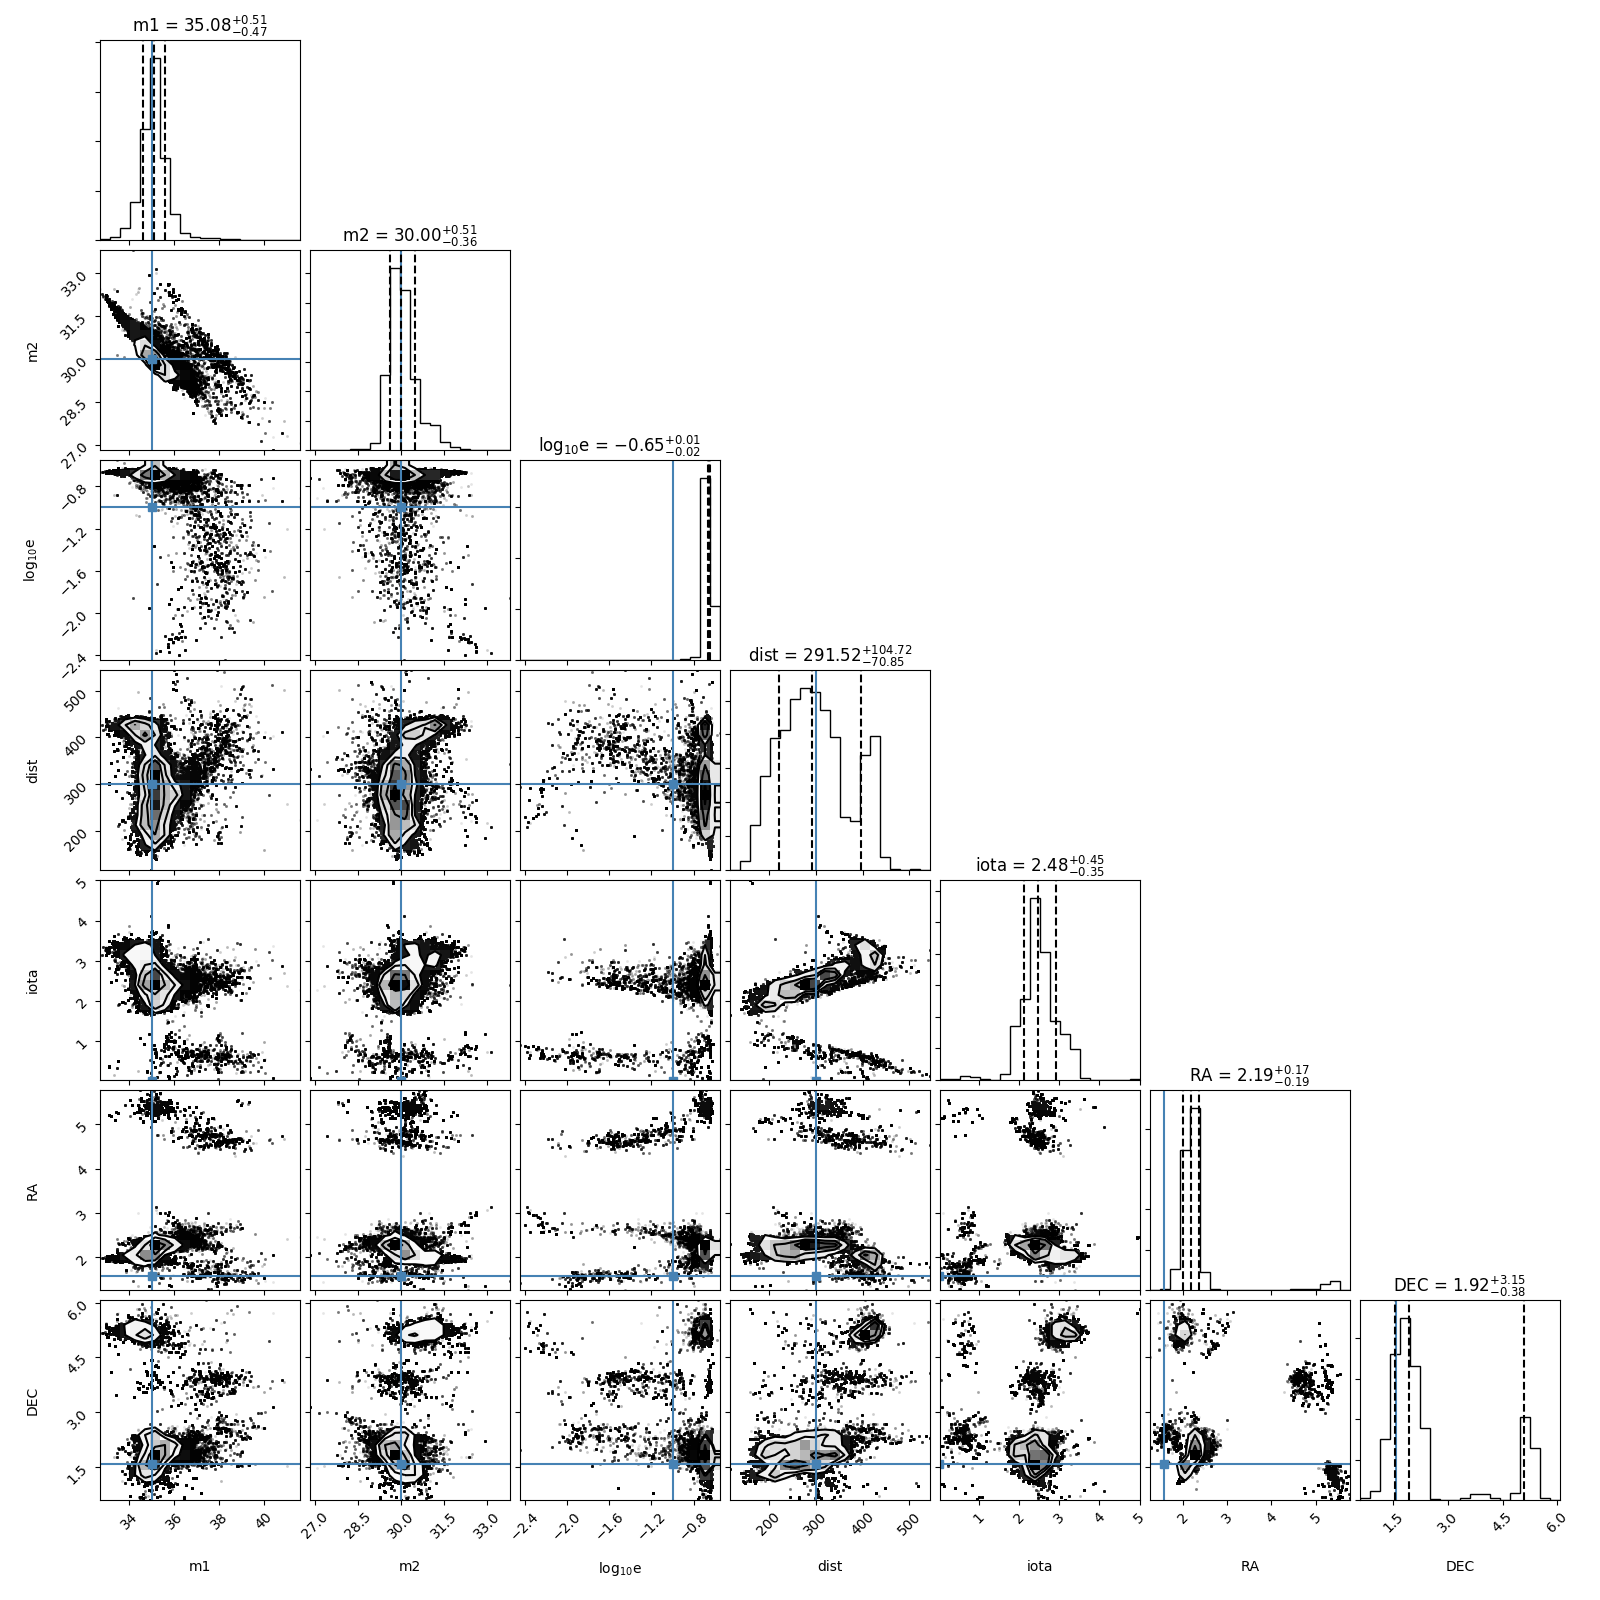 m1 = 35.08 +0.51 −0.47
m2 = 30.00 +0.51 −0.36
log10e = −0.65 +0.01 −0.02
dist = 291.52 +104.72 −70.85
iota = 2.48 +0.45 −0.35
RA = 2.19 +0.17 −0.19
DEC = 1.92 +3.15 −0.38
m2
33.0
31.5
30.0
28.5
27.0
log10e
−0.8
−1.2
−1.6
−2.0
−2.4
dist
500
400
300
200
iota
5
4
3
2
1
RA
5
4
3
2
DEC
6.0
4.5
3.0
1.5
34 36 38 40
27.0 28.5 30.0 31.5 33.0
−2.4 −2.0 −1.6 −1.2 −0.8
200 300 400 500
1 2 3 4 5
2 3 4 5
1.5 3.0 4.5 6.0
m1 m2 log10e dist iota RA DEC